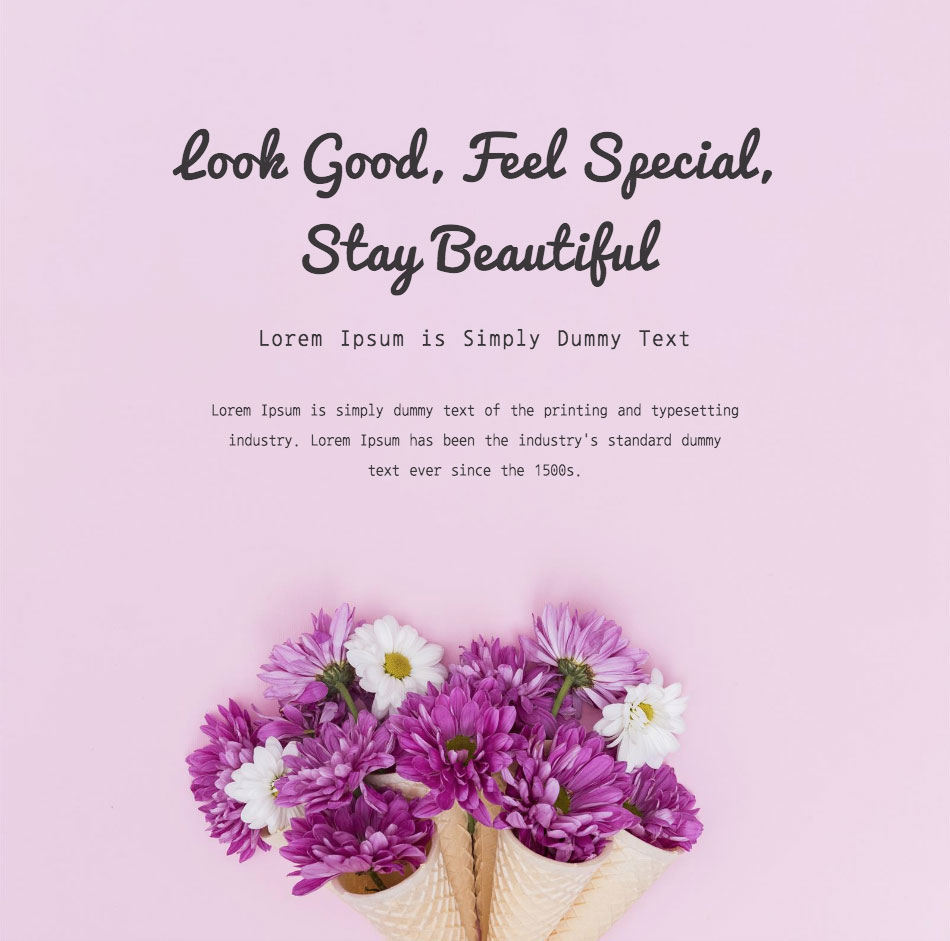 Look Good, Feel Special,
Stay Beautiful
Lorem Ipsum is Simply Dummy Text
Lorem Ipsum is simply dummy text of the printing and typesetting
industry. Lorem Ipsum has been the industry's standard dummy
text ever since the 1500s.